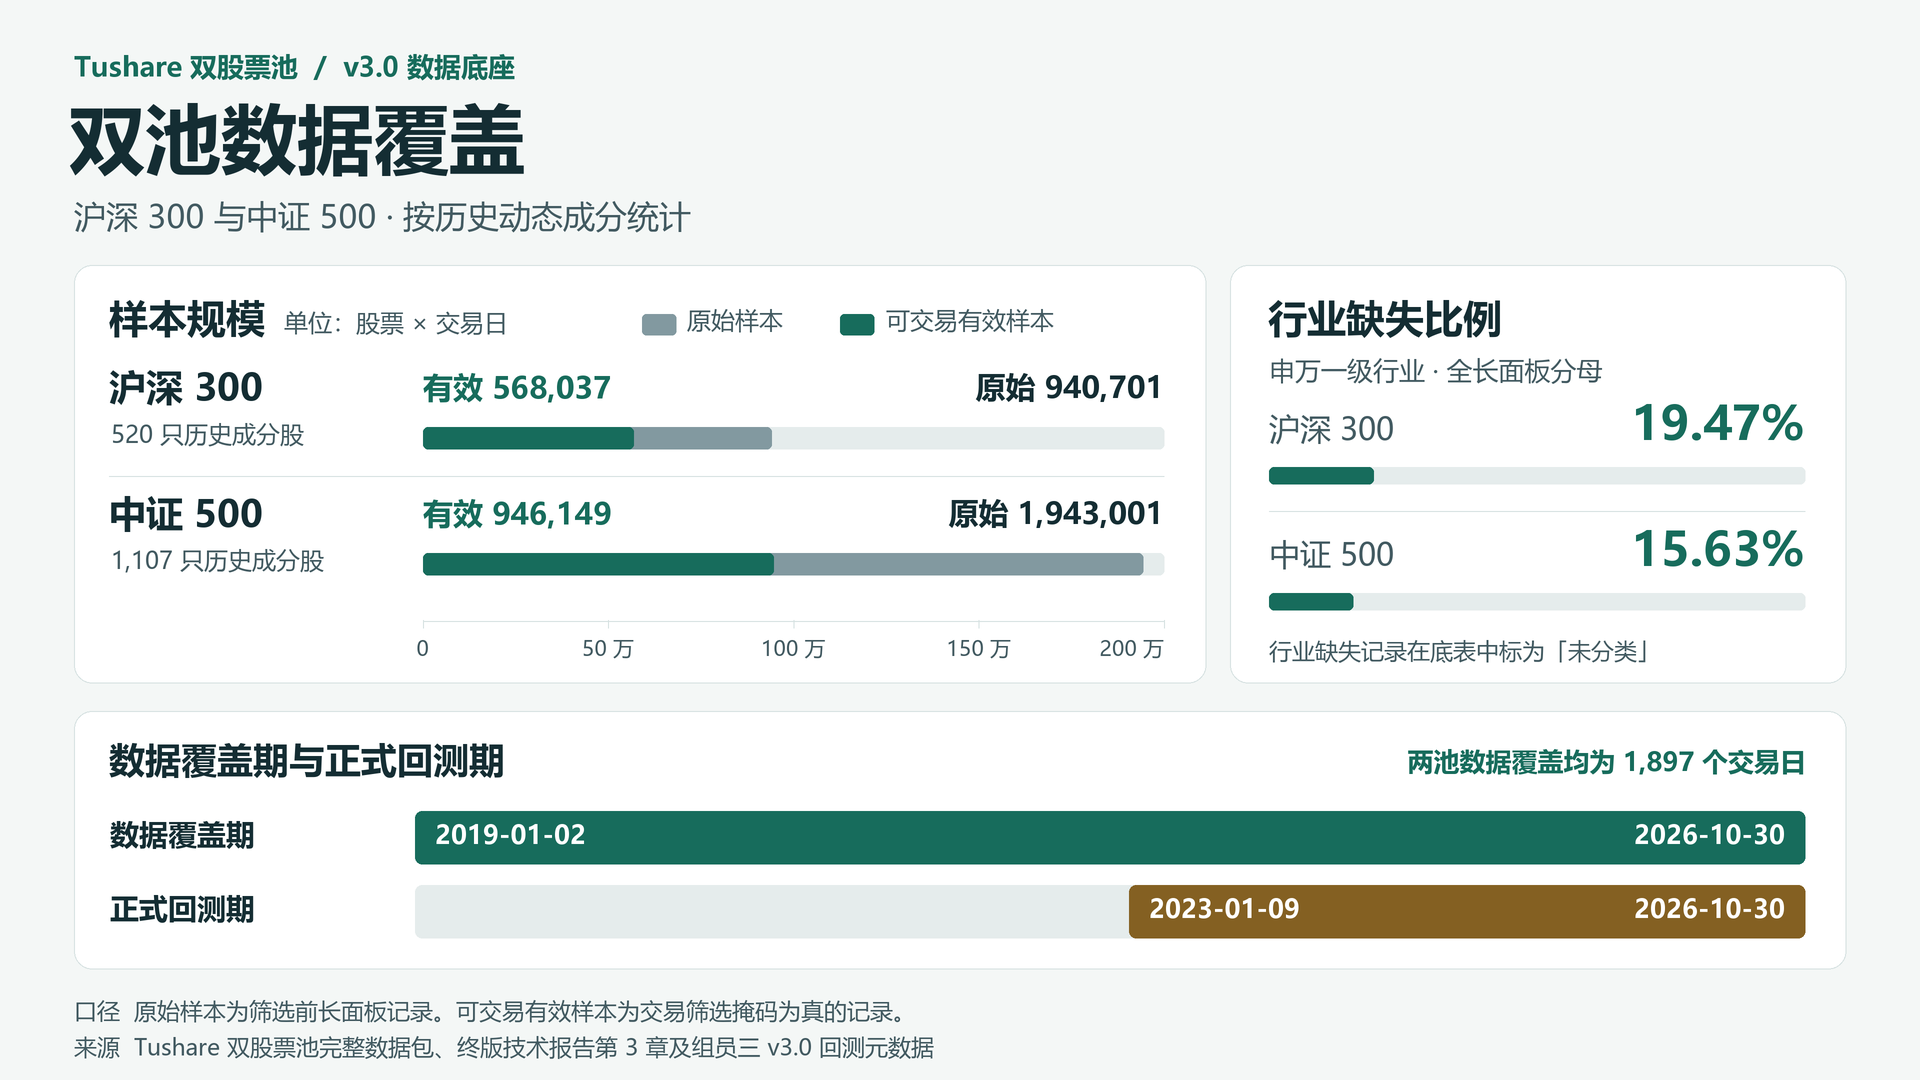 Tushare 双股票池 / v3.0 数据底座
双池数据覆盖
沪深 300 与中证 500 · 按历史动态成分统计
样本规模 单位：股票 × 交易日 原始样本 可交易有效样本
沪深 300 有效 568,037 原始 940,701
520 只历史成分股
中证 500 有效 946,149 原始 1,943,001
1,107 只历史成分股
0 50 万 100 万 150 万 200 万
行业缺失比例
申万一级行业 · 全长面板分母
沪深 300 19.47%
中证 500 15.63%
行业缺失记录在底表中标为「未分类」
数据覆盖期与正式回测期 两池数据覆盖均为 1,897 个交易日
数据覆盖期 2019-01-02 2026-10-30
正式回测期 2023-01-09 2026-10-30
口径 原始样本为筛选前长面板记录。可交易有效样本为交易筛选掩码为真的记录。
来源 Tushare 双股票池完整数据包、终版技术报告第 3 章及组员三 v3.0 回测元数据